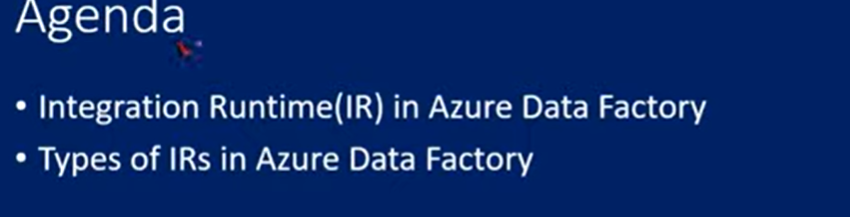 Agenda
• Integration Runtime(IR) in Azure Data Factory
• Types of IRs in Azure Data Factory